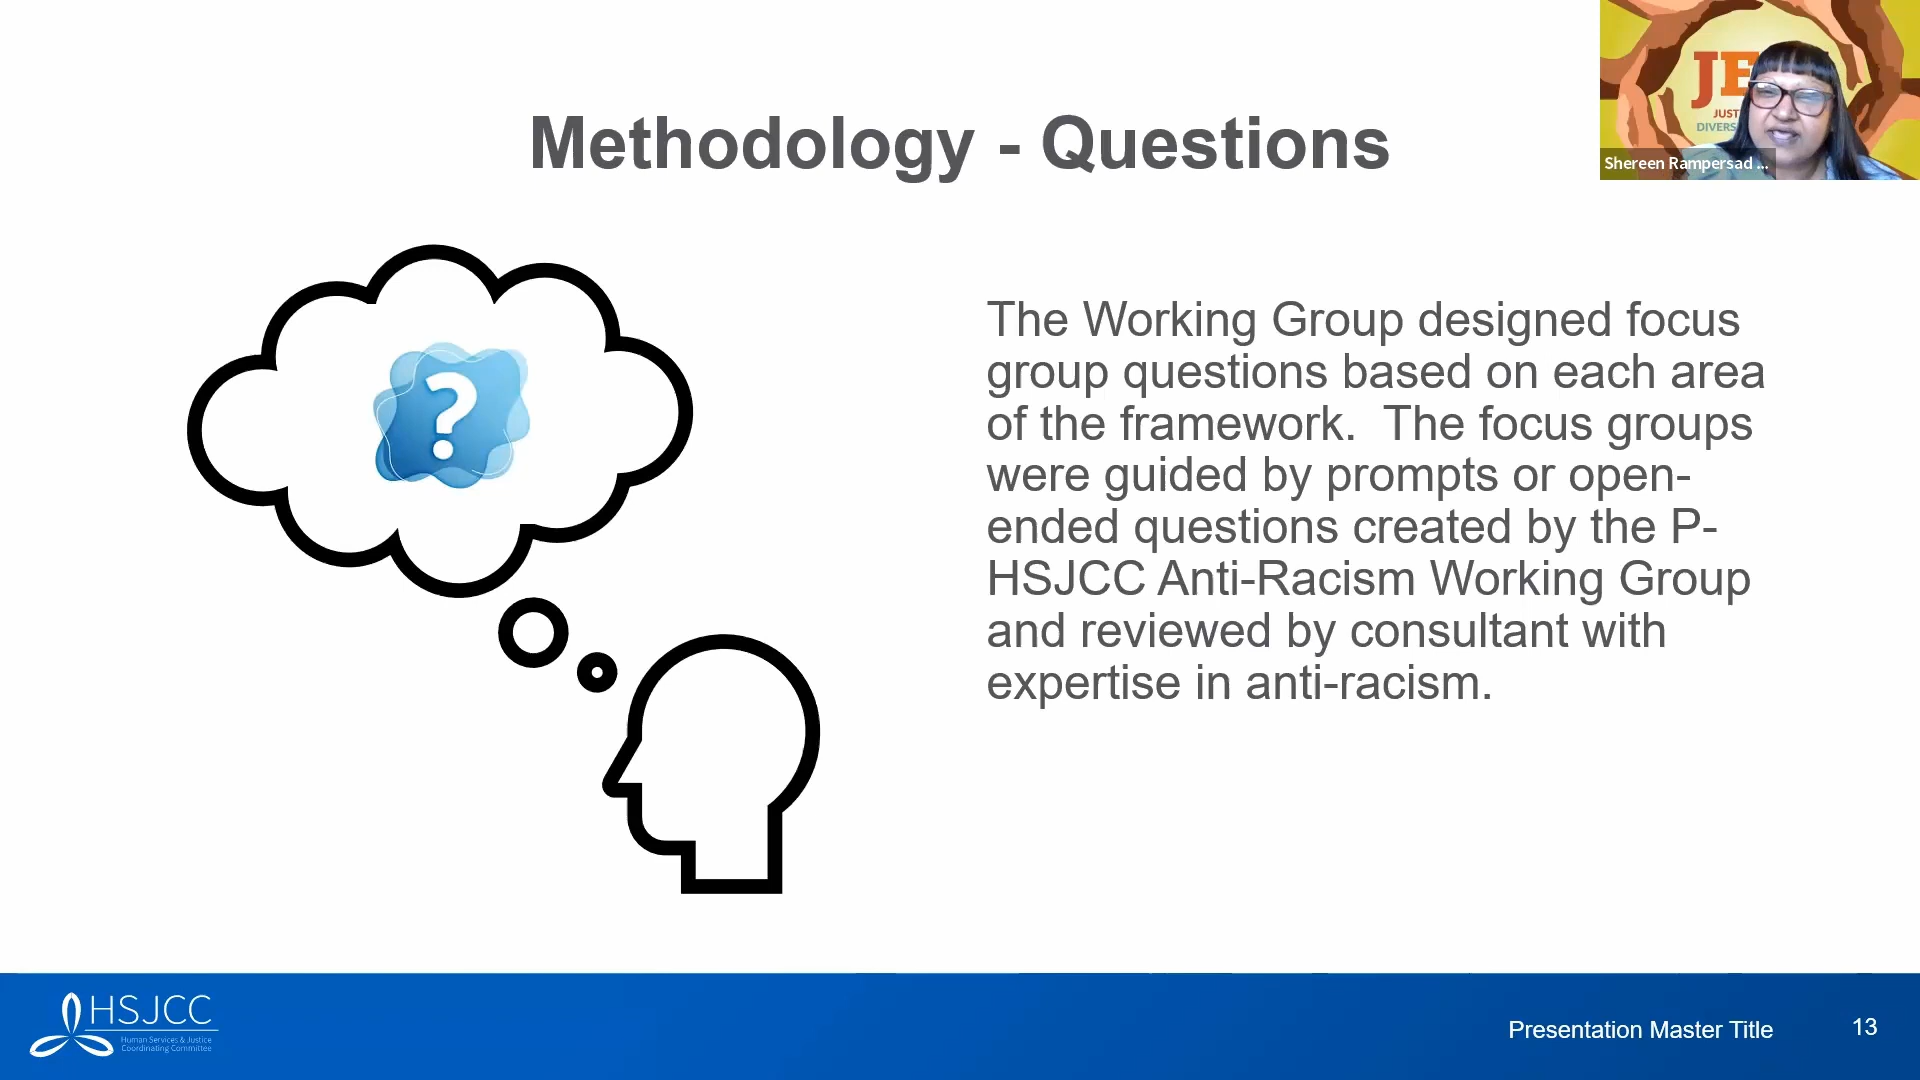 Methodology - Questions
JE
JUST
DIVERS
Shereen Rampersad ...
?
The Working Group designed focus
group questions based on each area
of the framework.  The focus groups
were guided by prompts or open-
ended questions created by the P-
HSJCC Anti-Racism Working Group
and reviewed by consultant with
expertise in anti-racism.
HSJCC
Human Services & Justice
Coordinating Committee
Presentation Master Title
13